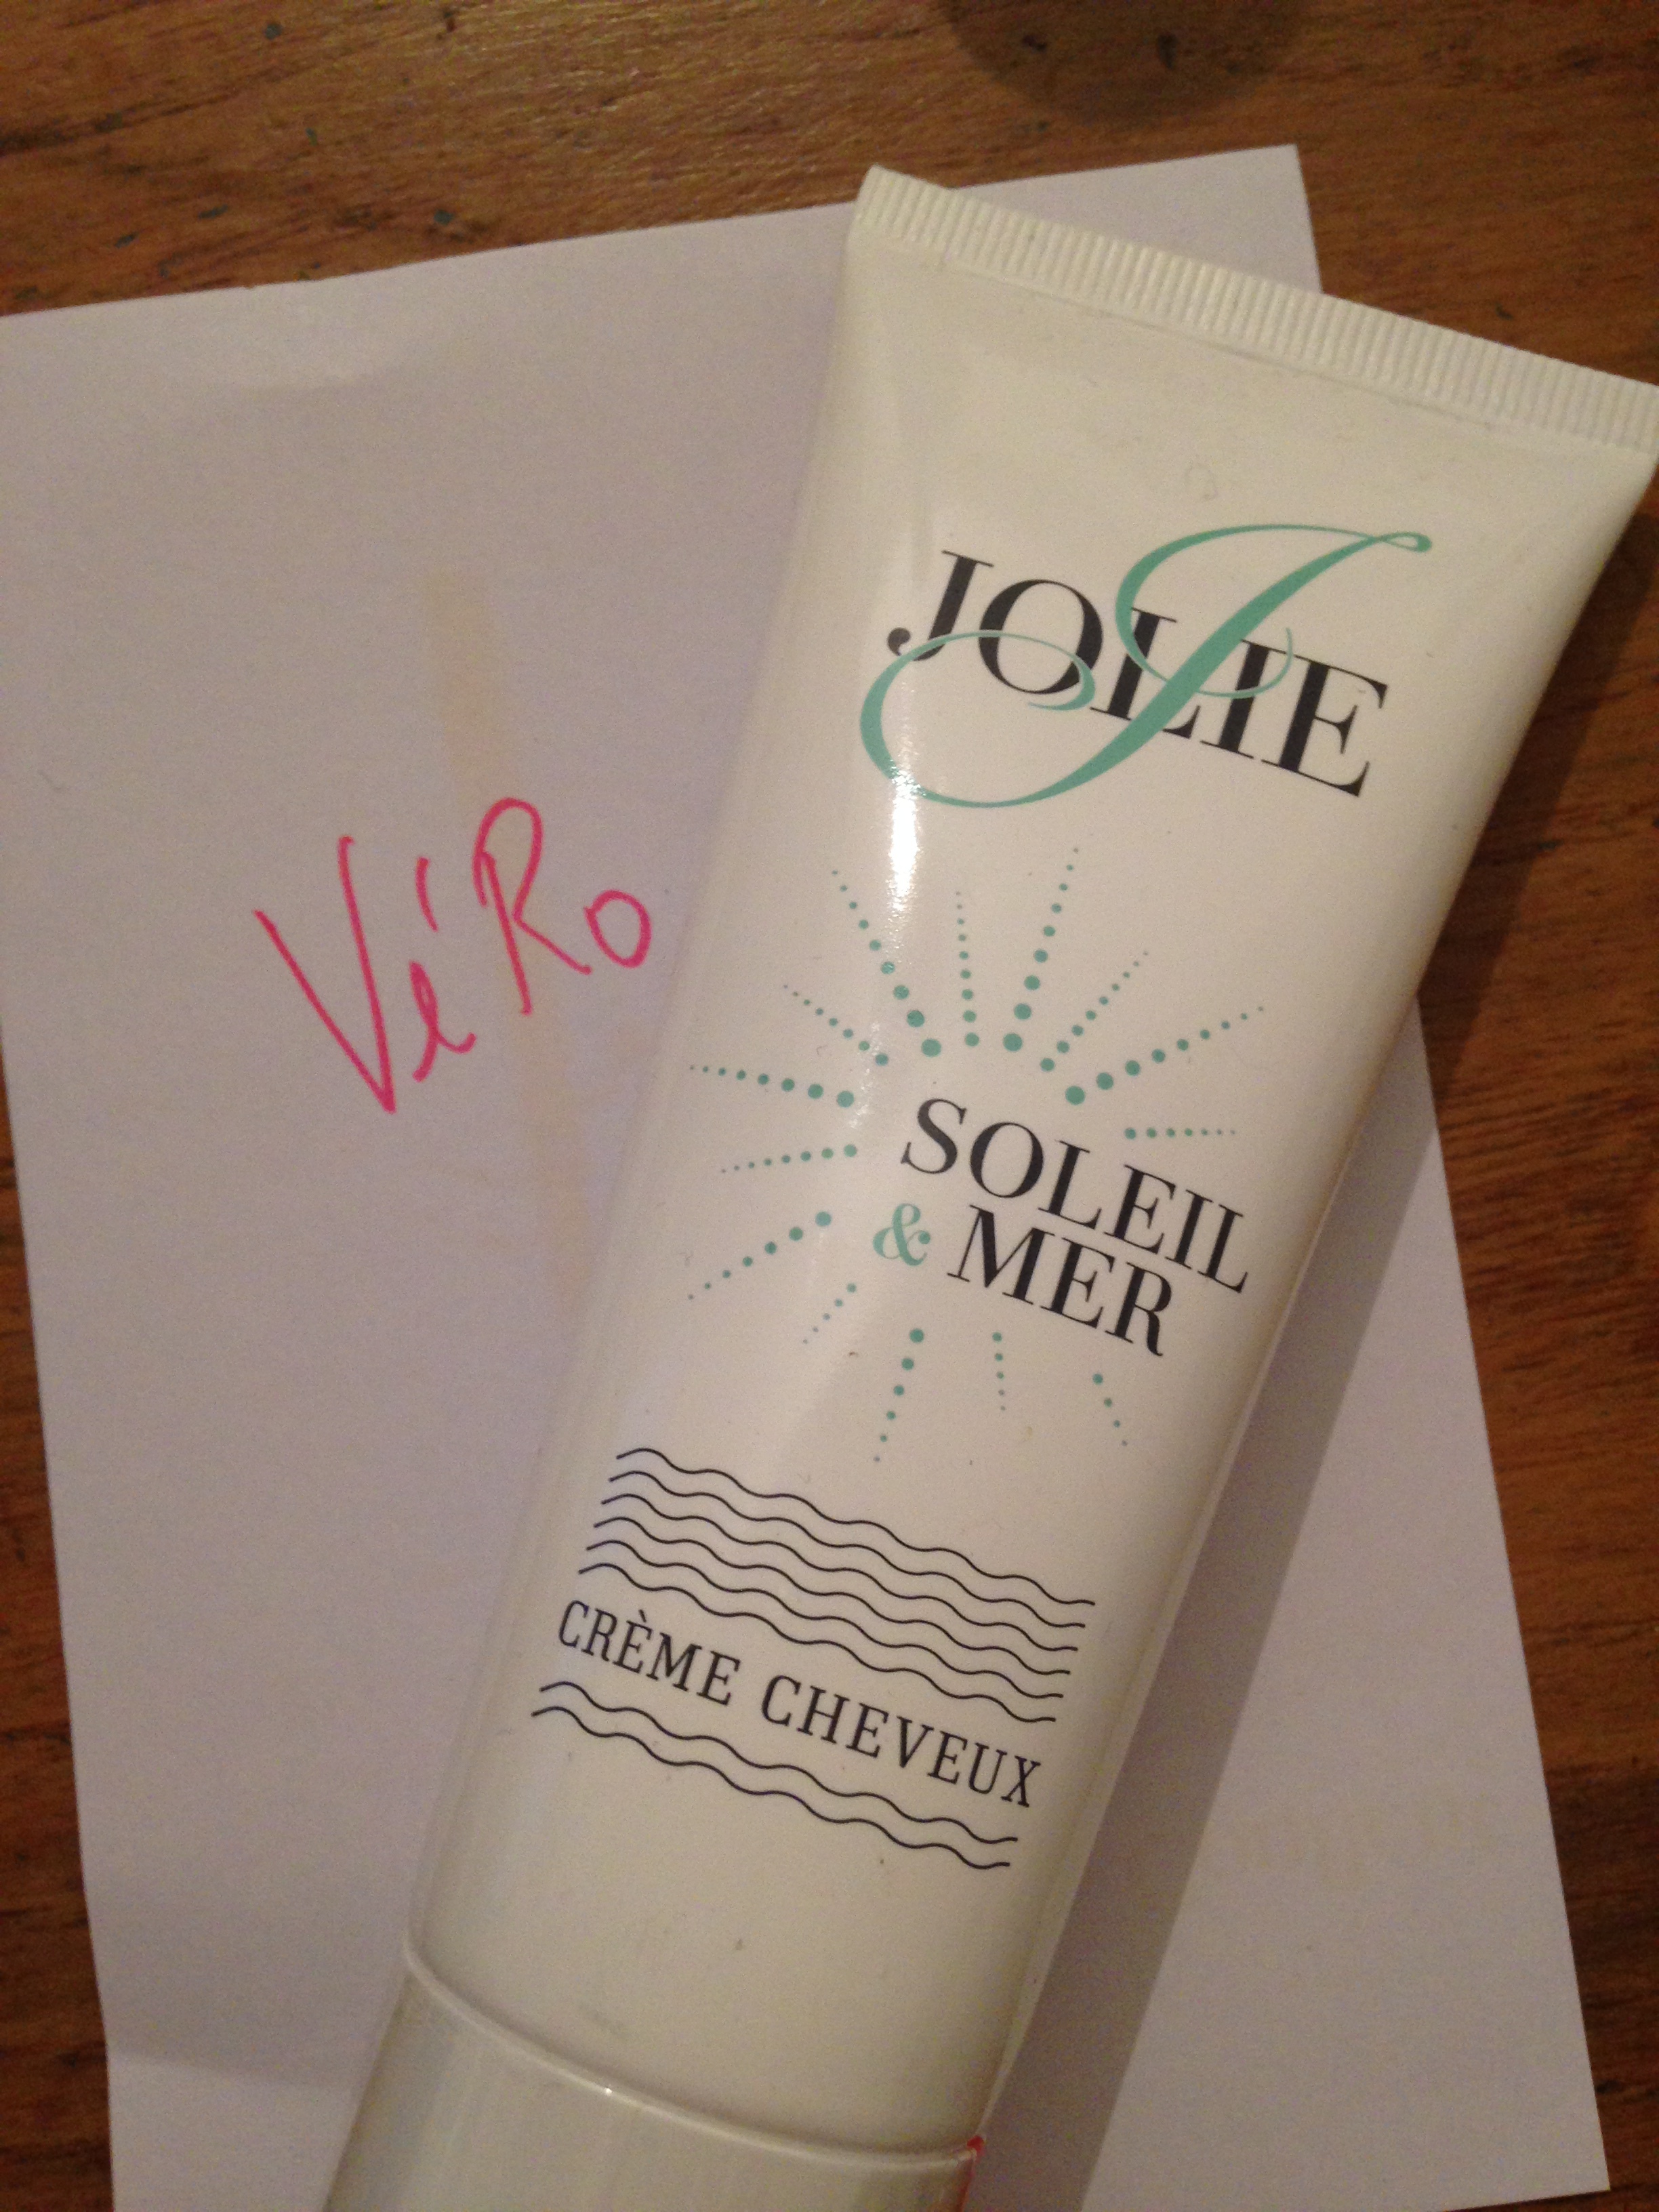 JOLIE
J
VéRo
SOLEIL
& MER
CRÈME CHEVEUX